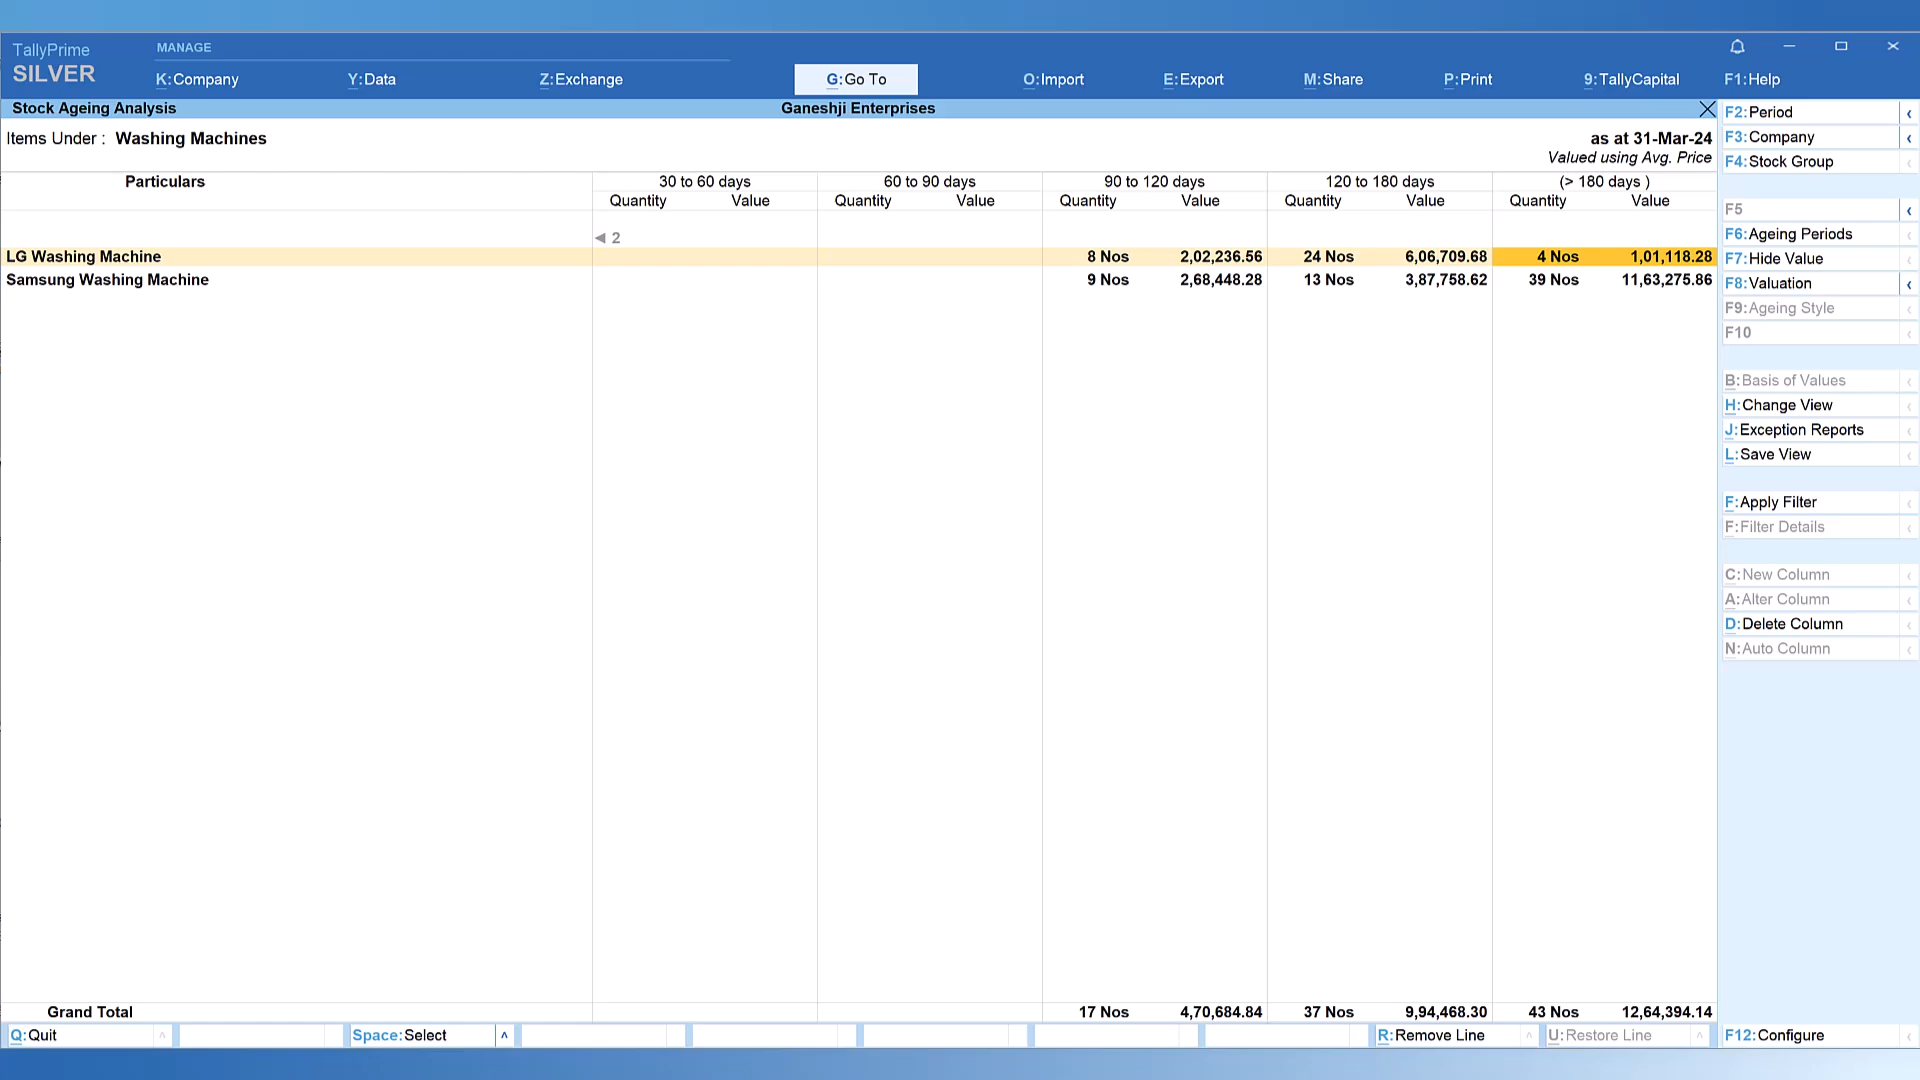 TallyPrime
SILVER
MANAGE
K:Company Y:Data Z:Exchange G:Go To O:Import E:Export M:Share P:Print 9:TallyCapital F1:Help
Stock Ageing Analysis Ganeshji Enterprises
Items Under : Washing Machines as at 31-Mar-24
Valued using Avg. Price
Particulars 30 to 60 days 60 to 90 days 90 to 120 days 120 to 180 days (> 180 days )
Quantity Value Quantity Value Quantity Value Quantity Value Quantity Value
◄ 2
LG Washing Machine 8 Nos 2,02,236.56 24 Nos 6,06,709.68 4 Nos 1,01,118.28
Samsung Washing Machine 9 Nos 2,68,448.28 13 Nos 3,87,758.62 39 Nos 11,63,275.86
Grand Total 17 Nos 4,70,684.84 37 Nos 9,94,468.30 43 Nos 12,64,394.14
F2:Period
F3:Company
F4:Stock Group
F5
F6:Ageing Periods
F7:Hide Value
F8:Valuation
F9:Ageing Style
F10
B:Basis of Values
H:Change View
J:Exception Reports
L:Save View
F:Apply Filter
F:Filter Details
C:New Column
A:Alter Column
D:Delete Column
N:Auto Column
Q:Quit Space:Select R:Remove Line U:Restore Line F12:Configure